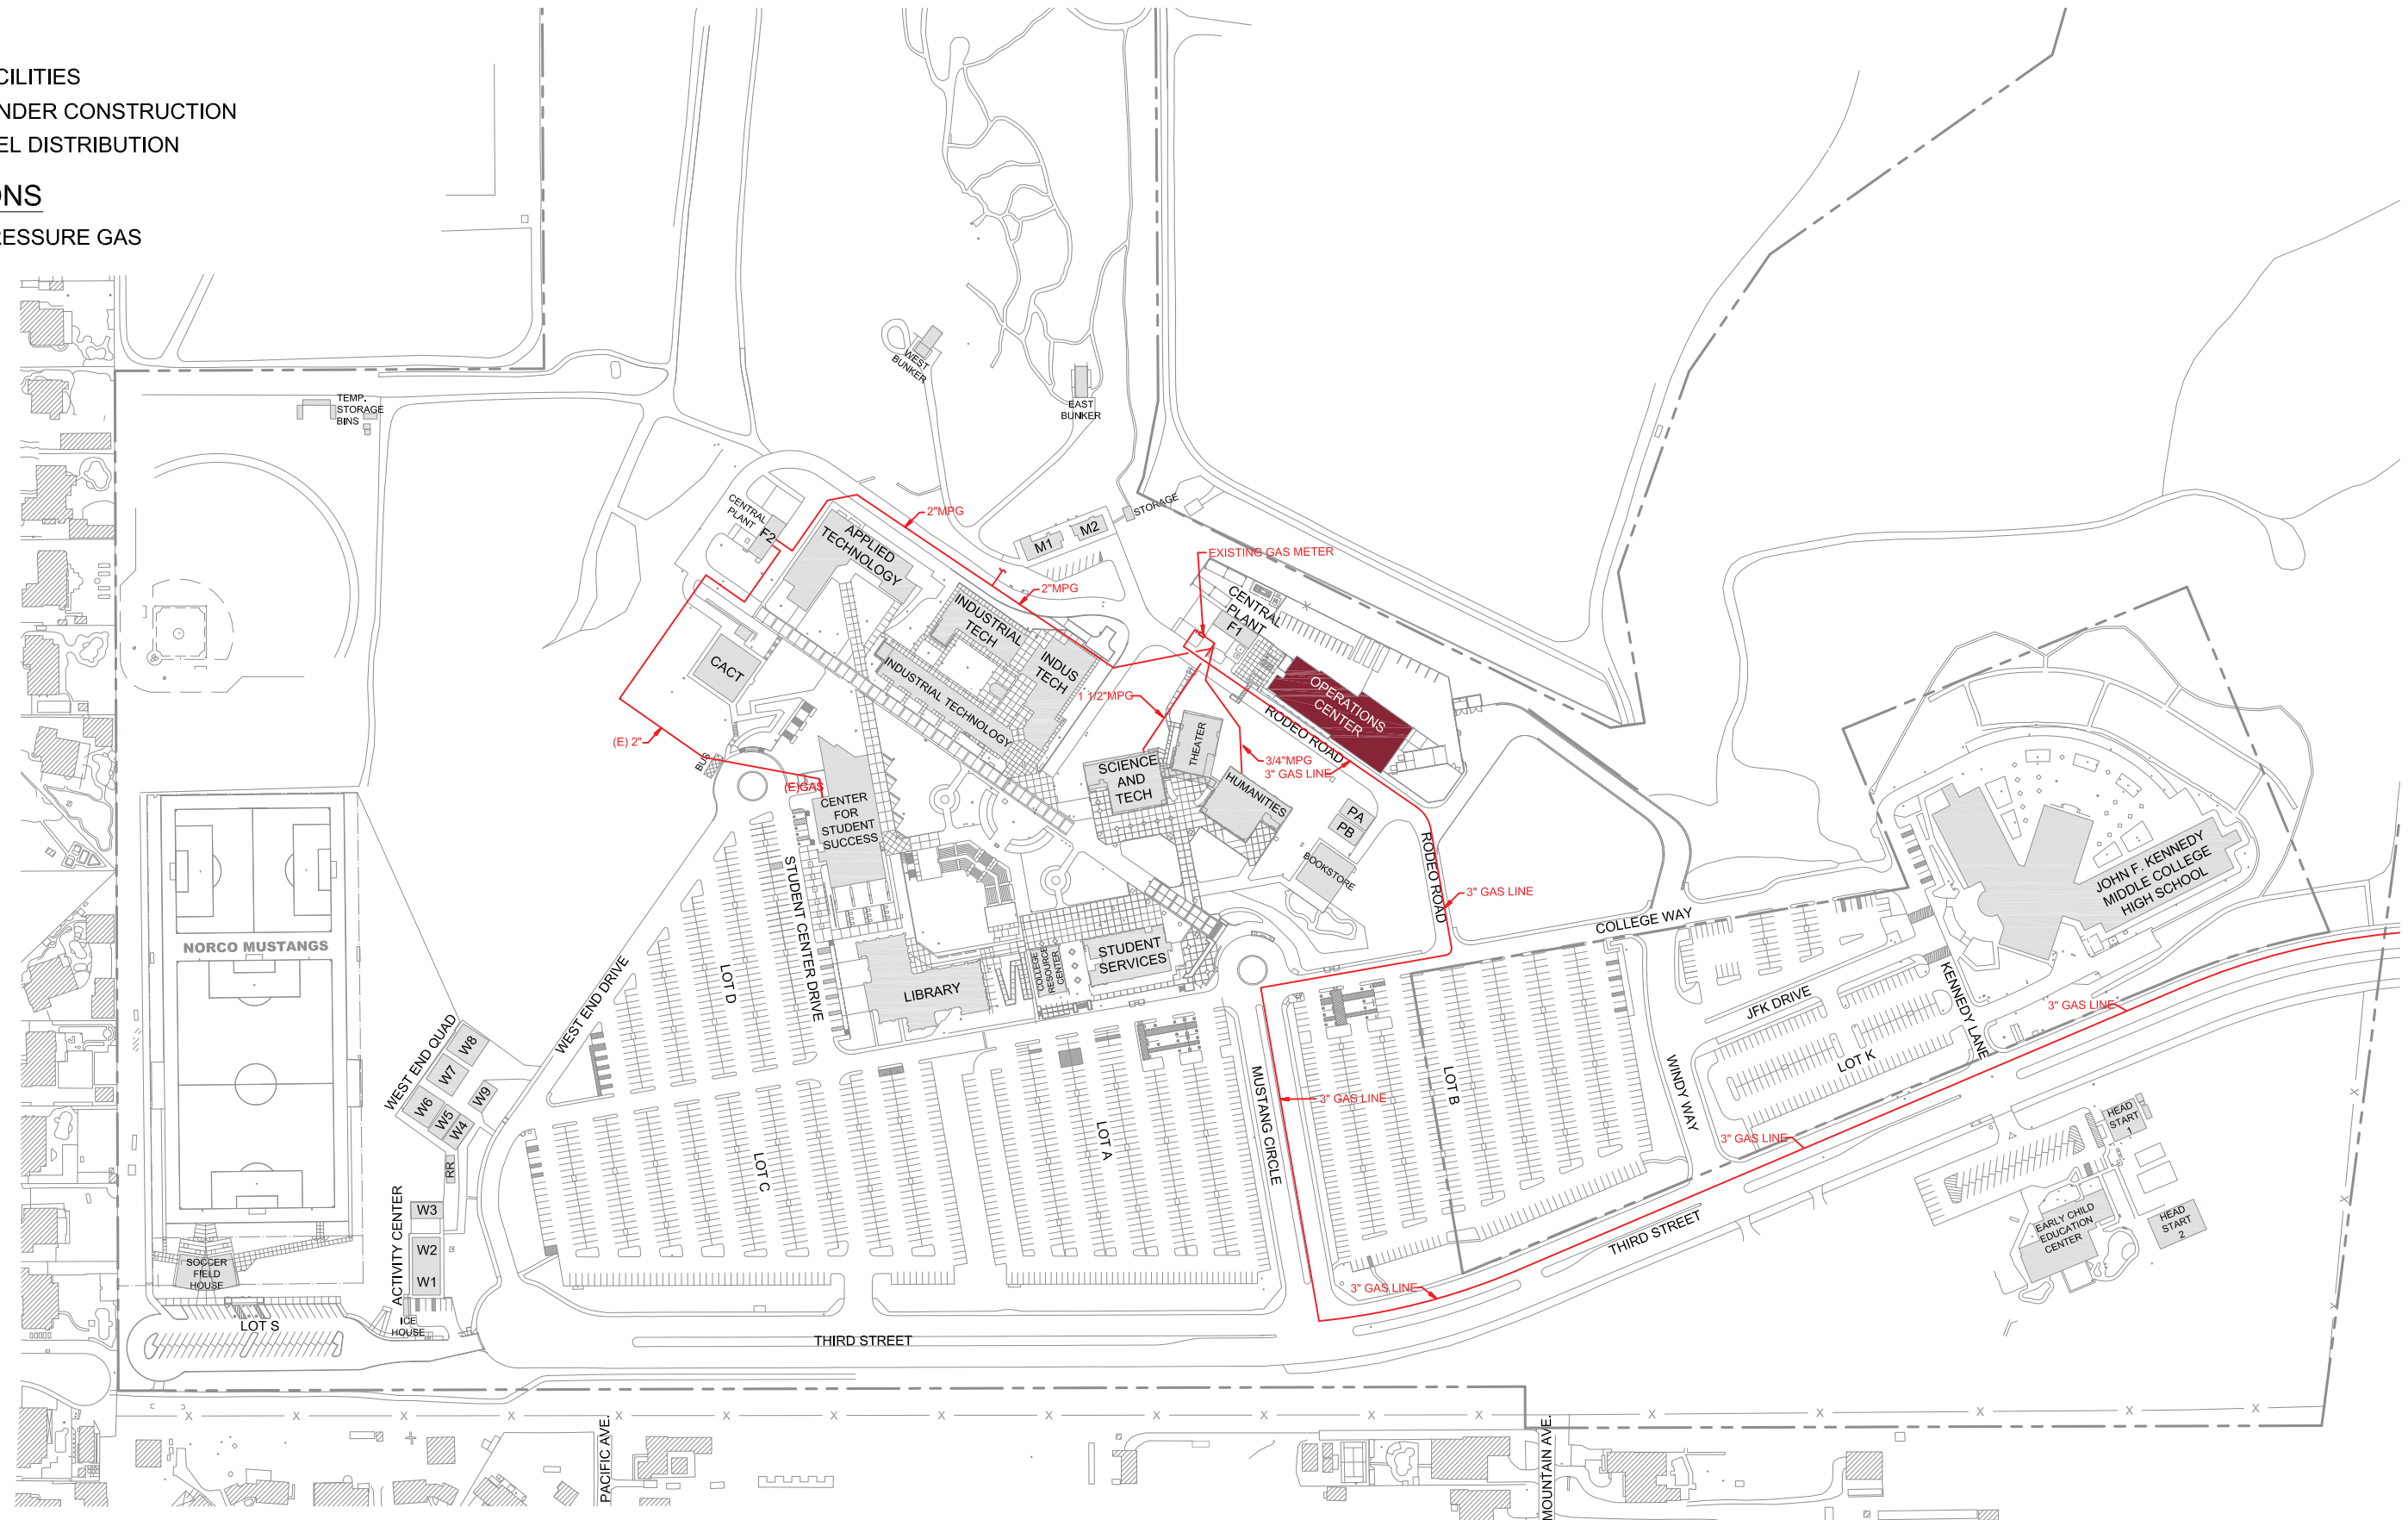 CILITIES
NDER CONSTRUCTION
EL DISTRIBUTION
ONS
RESSURE GAS
TEMP.
STORAGE
BINS
WEST
BUNKER
EAST
BUNKER
STORAGE
M1
M2
CENTRAL
PLANT
F2
2"MPG
APPLIED
TECHNOLOGY
EXISTING GAS METER
2"MPG
CENTRAL
PLANT
F1
INDUSTRIAL
TECH
INDUS
TECH
INDUSTRIAL TECHNOLOGY
CACT
1 1/2"MPG
OPERATIONS
CENTER
RODEO ROAD
THEATER
(E) 2"
BUS
(E)GAS
3/4"MPG
3" GAS LINE
SCIENCE
AND
TECH
HUMANITIES
CENTER
FOR
STUDENT
SUCCESS
PA
PB
BOOKSTORE
RODEO ROAD
3" GAS LINE
JOHN F. KENNEDY
MIDDLE COLLEGE
HIGH SCHOOL
COLLEGE WAY
STUDENT CENTER DRIVE
NORCO MUSTANGS
STUDENT
SERVICES
COLLEGE
RESOURCE
CENTER
LIBRARY
LOT D
WEST END DRIVE
KENNEDY LANE
JFK DRIVE
3" GAS LINE
LOT K
WEST END QUAD
W8
W7
W9
W6
W5
W4
RR
WINDY WAY
LOT B
MUSTANG CIRCLE
3" GAS LINE
3" GAS LINE
LOT A
LOT C
HEAD
START
1
EARLY CHILD
EDUCATION
CENTER
HEAD
START
2
ACTIVITY CENTER
W3
W2
W1
THIRD STREET
SOCCER
FIELD
HOUSE
3" GAS LINE
ICE
HOUSE
LOT S
THIRD STREET
X X X X X X X X X X X X X X X X X
X
X
X
PACIFIC AVE.
MOUNTAIN AVE.